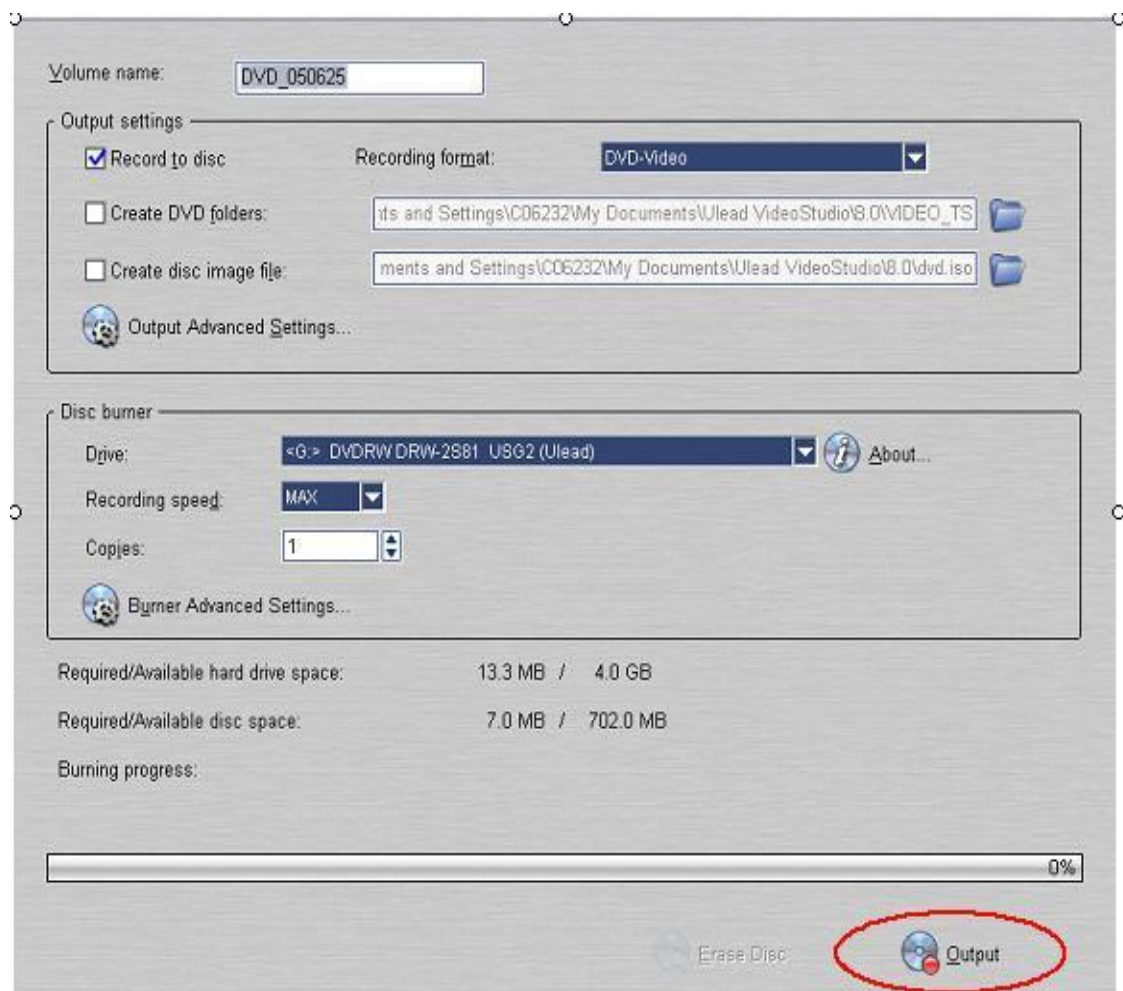 Volume name: DVD_050625
Output settings
Record to disc Recording format: DVD-Video
Create DVD folders: its and Settings\C06232\My Documents\Ulead VideoStudio\8.0\VIDEO_TS
Create disc image file: ments and Settings\C06232\My Documents\Ulead VideoStudio\8.0\dvd.iso
Output Advanced Settings...
Disc burner
Drive: <G:> DVDRW DRW-2S81 USG2 (Ulead) About...
Recording speed: MAX
Copies: 1
Burner Advanced Settings...
Required/Available hard drive space: 13.3 MB / 4.0 GB
Required/Available disc space: 7.0 MB / 702.0 MB
Burning progress:
0%
Erase Disc Output